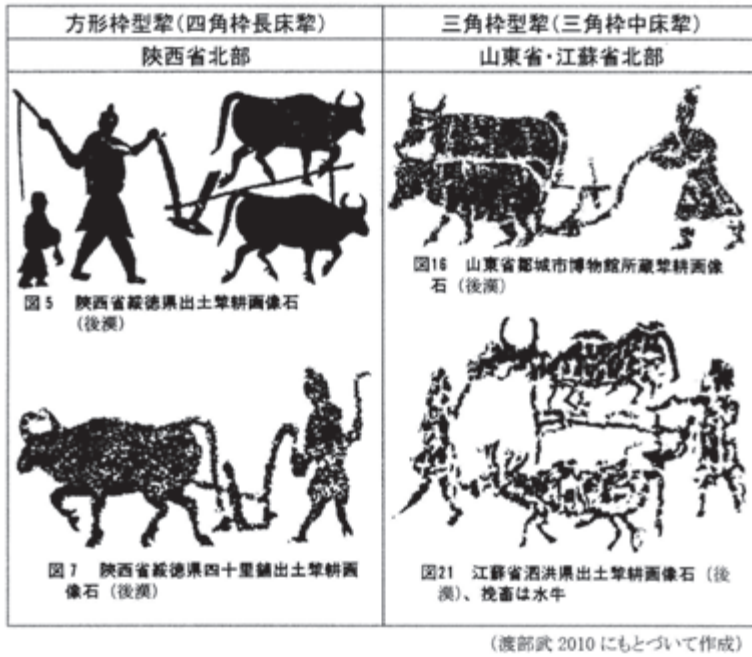 方形枠型犂(四角枠長床犂)
三角枠型犂(三角枠中床犂)
陝西省北部
山東省・江蘇省北部
図5 陝西省綏徳県出土犂耕画像石
(後漢)
図16 山東省鄒城市博物館所蔵犂耕画像
石(後漢)
図7 陝西省綏徳県四十里鋪出土犂耕画
像石(後漢)
図21 江蘇省泗洪県出土犂耕画像石(後
漢)、挽畜は水牛
(渡部武 2010 にもとづいて作成)